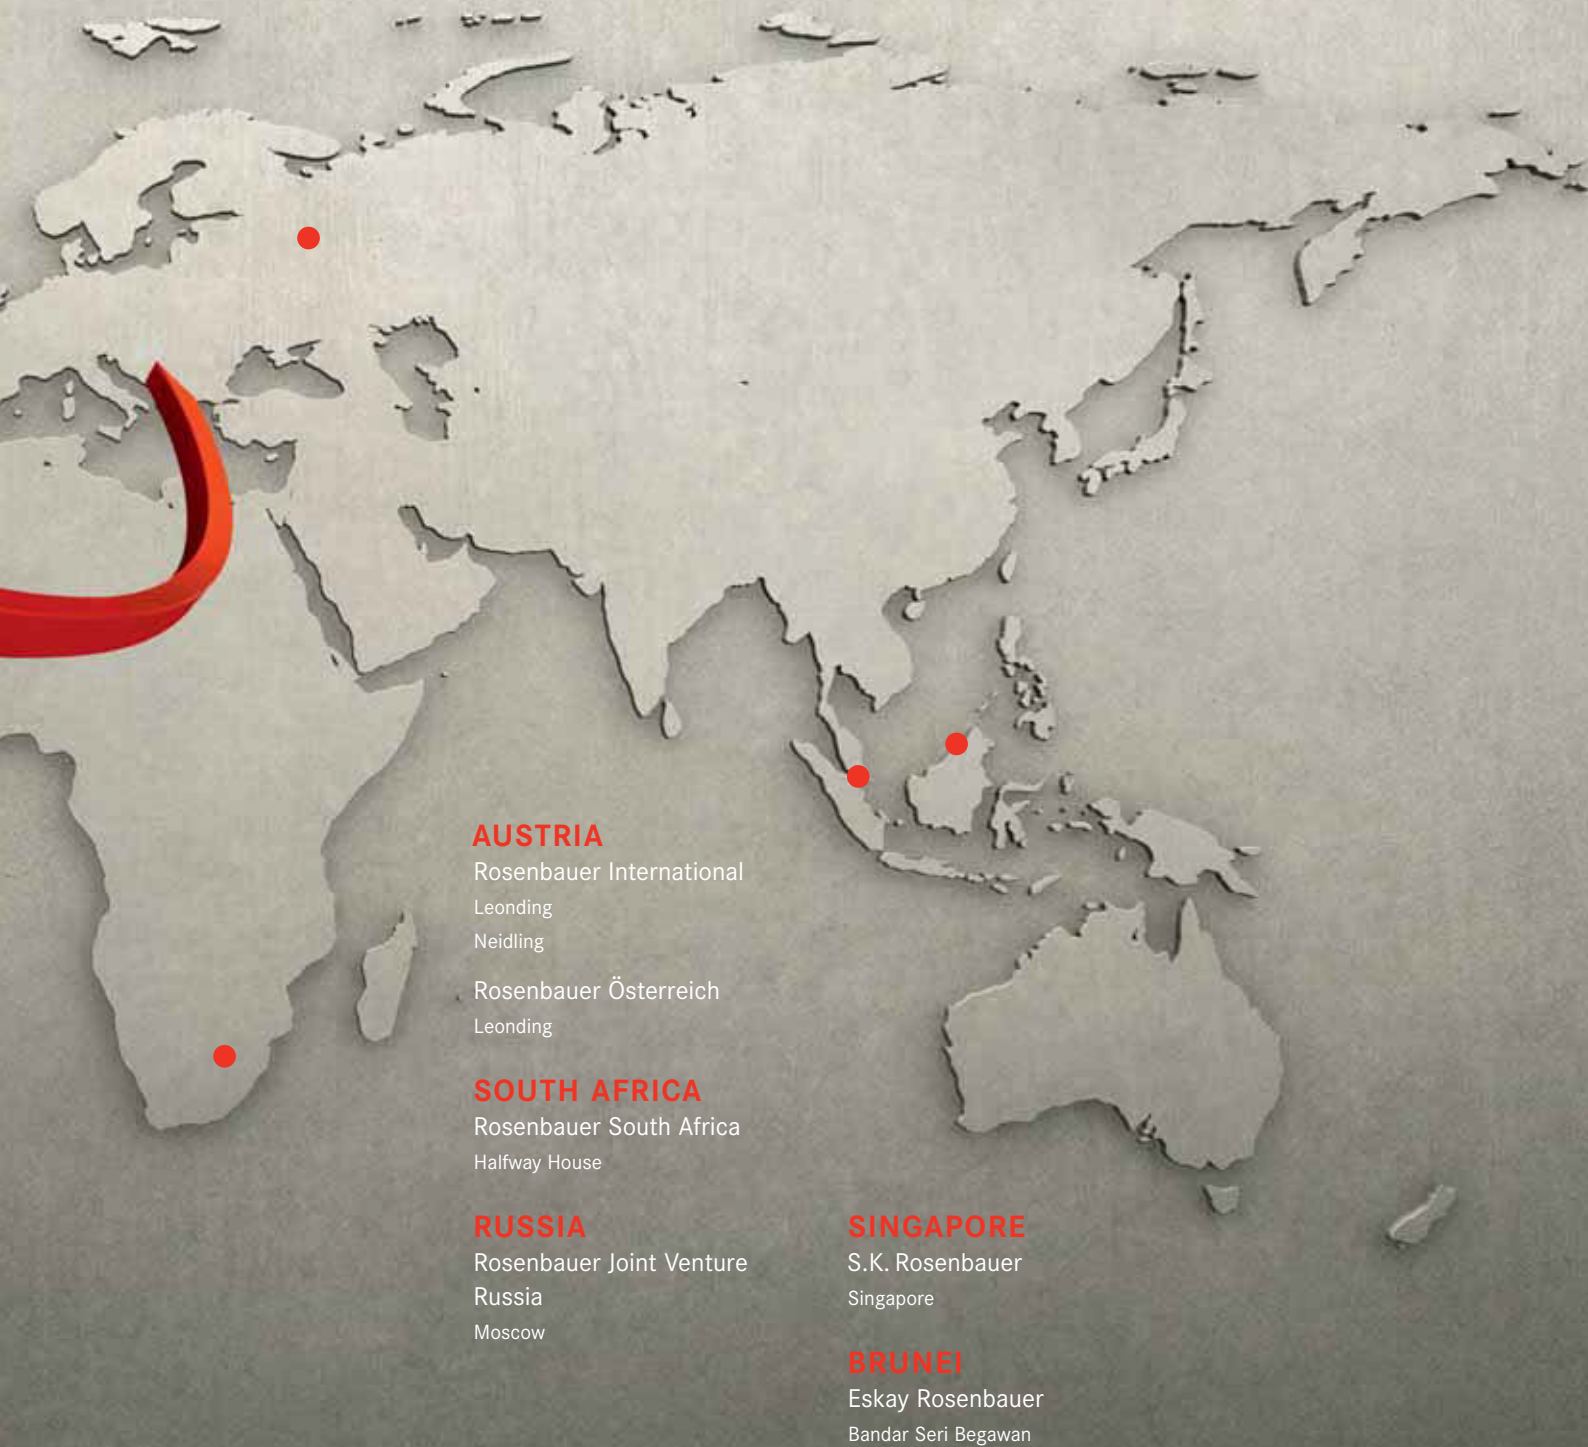 AUSTRIA
Rosenbauer International
Leonding
Neidling
Rosenbauer Österreich
Leonding
SOUTH AFRICA
Rosenbauer South Africa
Halfway House
RUSSIA
Rosenbauer Joint Venture
Russia
Moscow
SINGAPORE
S.K. Rosenbauer
Singapore
BRUNEI
Eskay Rosenbauer
Bandar Seri Begawan